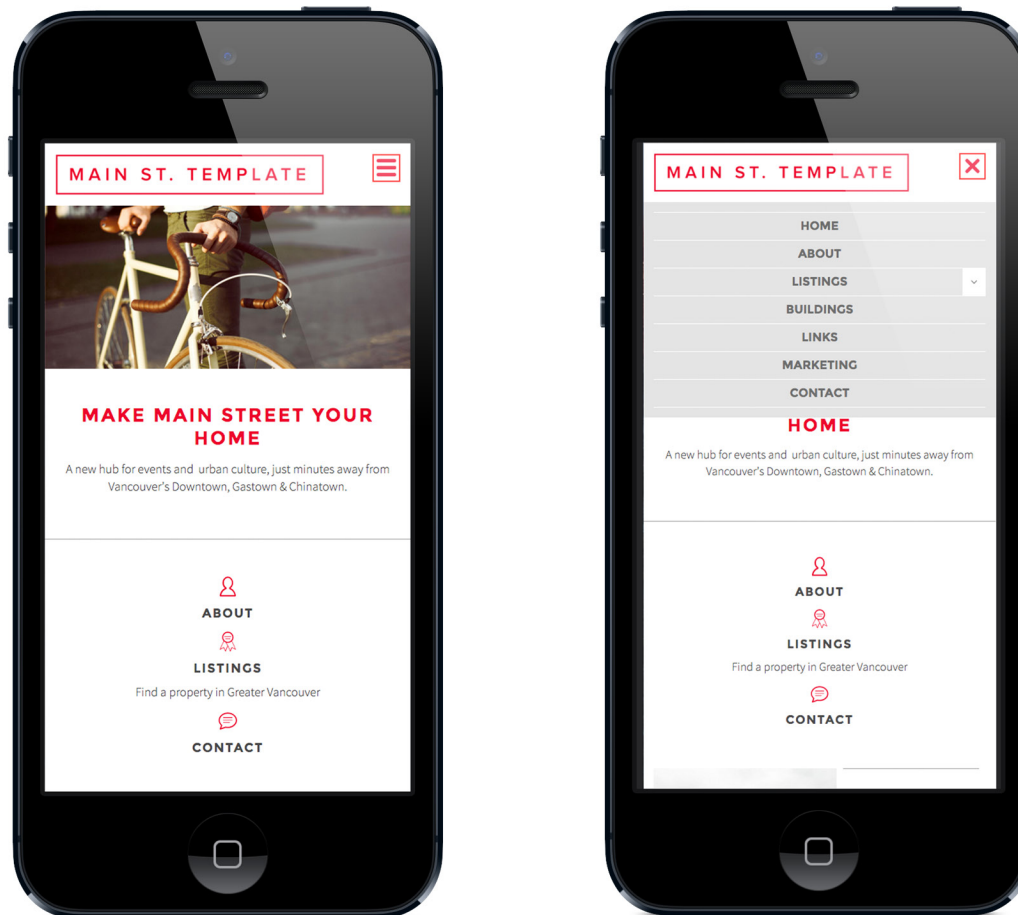 MAIN ST. TEMPLATE
MAKE MAIN STREET YOUR
HOME
A new hub for events and urban culture, just minutes away from
Vancouver's Downtown, Gastown & Chinatown.
ABOUT
LISTINGS
Find a property in Greater Vancouver
CONTACT
MAIN ST. TEMPLATE
HOME
ABOUT
LISTINGS
BUILDINGS
LINKS
MARKETING
CONTACT
HOME
A new hub for events and urban culture, just minutes away from
Vancouver's Downtown, Gastown & Chinatown.
ABOUT
LISTINGS
Find a property in Greater Vancouver
CONTACT